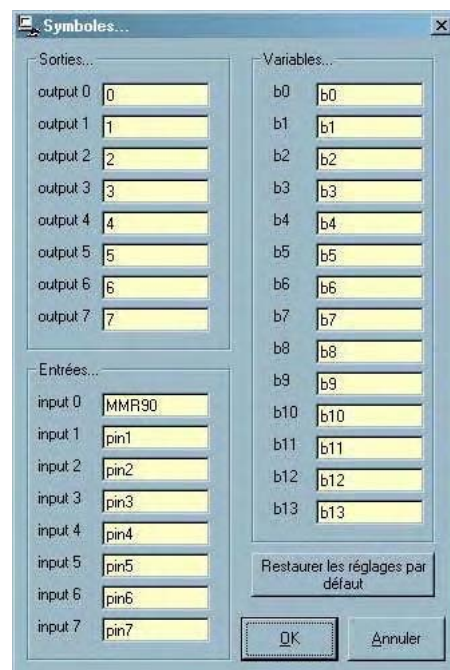 Symboles...
Sorties...
output 0 0
output 1 1
output 2 2
output 3 3
output 4 4
output 5 5
output 6 6
output 7 7
Entrées...
input 0 MMR90
input 1 pin1
input 2 pin2
input 3 pin3
input 4 pin4
input 5 pin5
input 6 pin6
input 7 pin7
Variables...
b0 b0
b1 b1
b2 b2
b3 b3
b4 b4
b5 b5
b6 b6
b7 b7
b8 b8
b9 b9
b10 b10
b11 b11
b12 b12
b13 b13
Restaurer les réglages par
défaut
OK Annuler